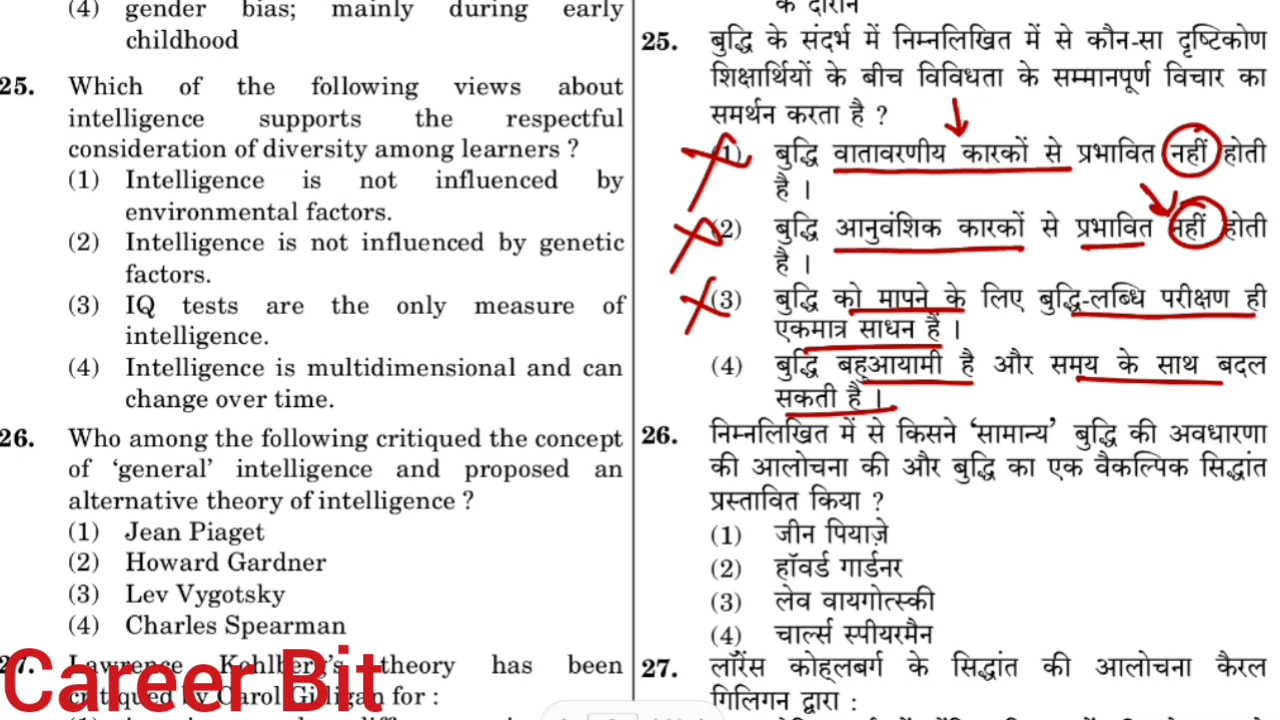 (4) gender bias; mainly during early
childhood
25. Which of the following views about
intelligence supports the respectful
consideration of diversity among learners ?
(1) Intelligence is not influenced by
environmental factors.
(2) Intelligence is not influenced by genetic
factors.
(3) IQ tests are the only measure of
intelligence.
(4) Intelligence is multidimensional and can
change over time.
26. Who among the following critiqued the concept
of ‘general’ intelligence and proposed an
alternative theory of intelligence ?
(1) Jean Piaget
(2) Howard Gardner
(3) Lev Vygotsky
(4) Charles Spearman
27. Lawrence Kohlberg's theory has been
critiqued by Carol Gilligan for :
Career Bit
के दौरान
25. बुद्धि के संदर्भ में निम्नलिखित में से कौन-सा दृष्टिकोण
शिक्षार्थियों के बीच विविधता के सम्मानपूर्ण विचार का
समर्थन करता है ?
(1) बुद्धि वातावरणीय कारकों से प्रभावित नहीं होती
है ।
(2) बुद्धि आनुवंशिक कारकों से प्रभावित नहीं होती
है ।
(3) बुद्धि को मापने के लिए बुद्धि-लब्धि परीक्षण ही
एकमात्र साधन हैं ।
(4) बुद्धि बहुआयामी है और समय के साथ बदल
सकती है ।
26. निम्नलिखित में से किसने ‘सामान्य’ बुद्धि की अवधारणा
की आलोचना की और बुद्धि का एक वैकल्पिक सिद्धांत
प्रस्तावित किया ?
(1) जीन पियाज़े
(2) हॉवर्ड गार्डनर
(3) लेव वायगोत्स्की
(4) चार्ल्स स्पीयरमैन
27. लॉरेंस कोह्लबर्ग के सिद्धांत की आलोचना कैरल
गिलिगन द्वारा :